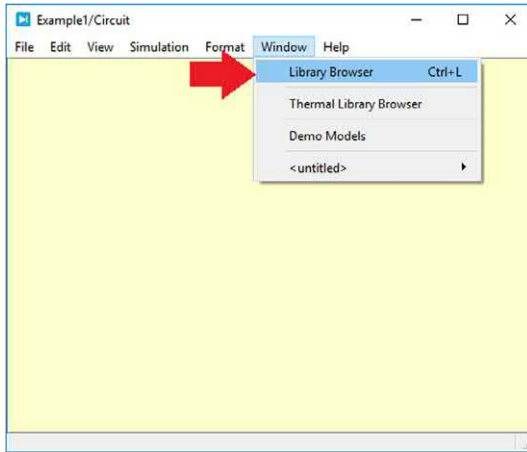 Example1/Circuit
File Edit View Simulation Format Window Help
Library Browser Ctrl+L
Thermal Library Browser
Demo Models
<untitled>